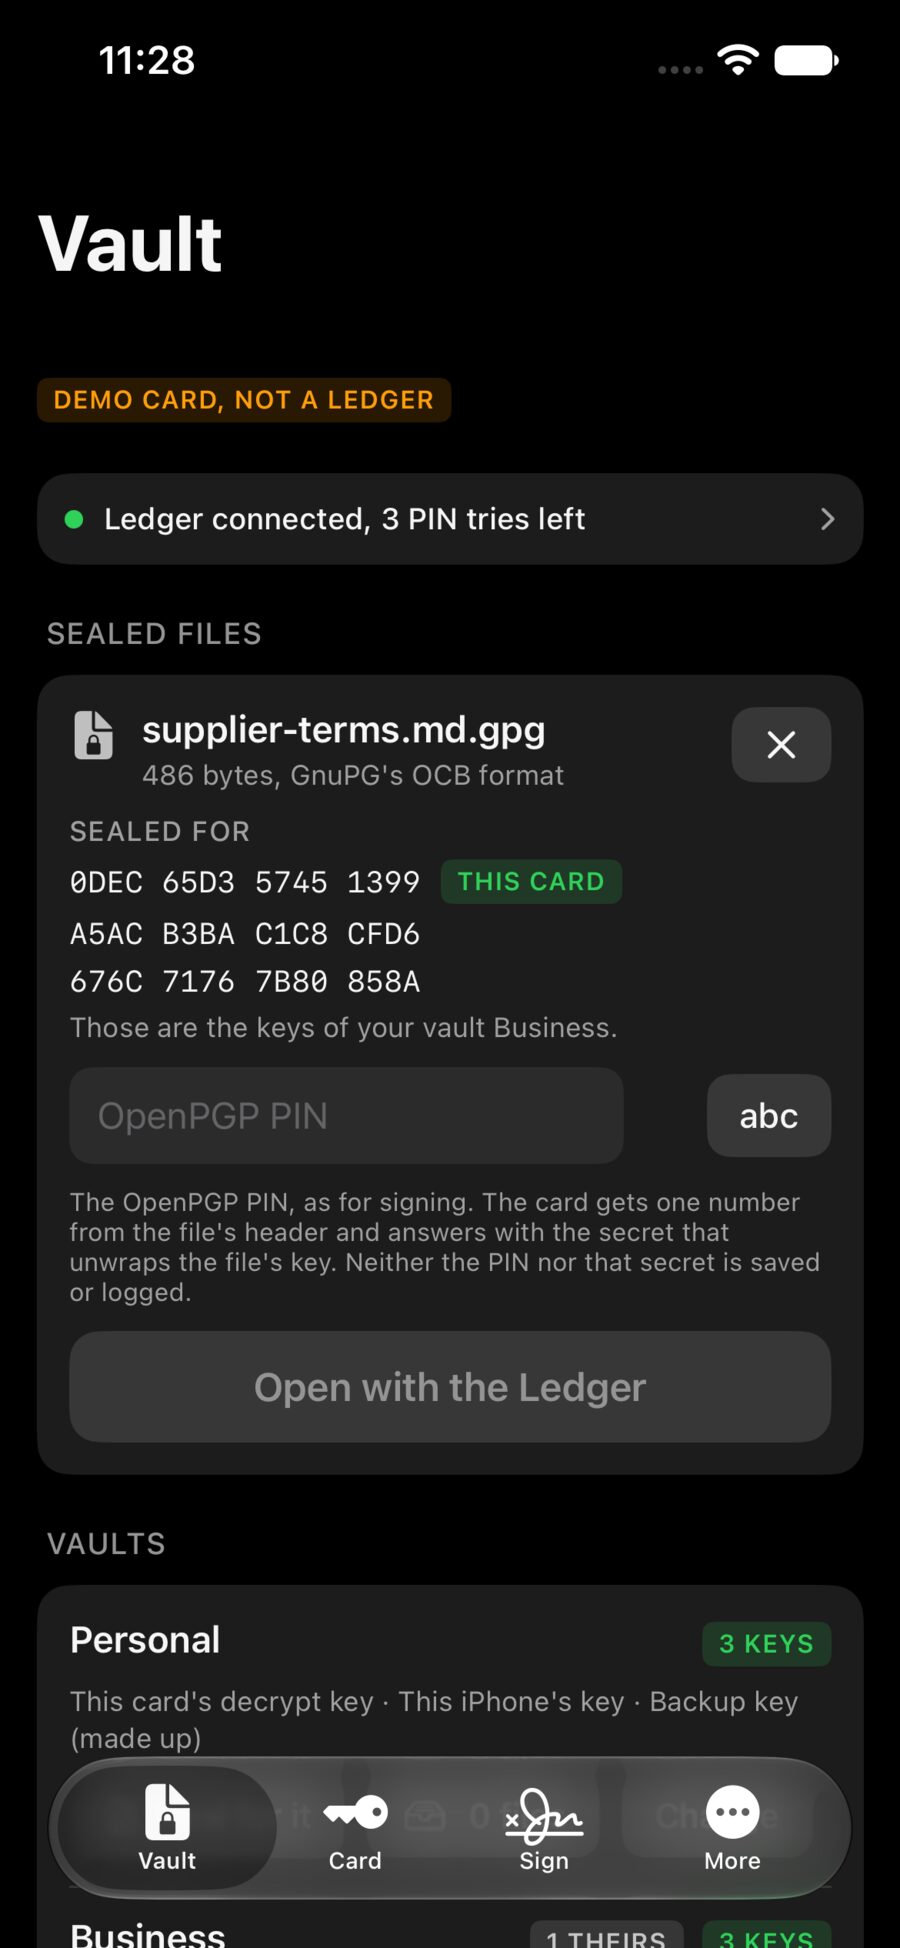 11:28
Vault
DEMO CARD, NOT A LEDGER
Ledger connected, 3 PIN tries left
SEALED FILES
supplier-terms.md.gpg
486 bytes, GnuPG's OCB format
SEALED FOR
0DEC 65D3 5745 1399 THIS CARD
A5AC B3BA C1C8 CFD6
676C 7176 7B80 858A
Those are the keys of your vault Business.
OpenPGP PIN
abc
The OpenPGP PIN, as for signing. The card gets one number
from the file's header and answers with the secret that
unwraps the file's key. Neither the PIN nor that secret is saved
or logged.
Open with the Ledger
VAULTS
Personal 3 KEYS
This card's decrypt key · This iPhone's key · Backup key
(made up)
Vault Card Sign More
Business 1 THEIRS 3 KEYS